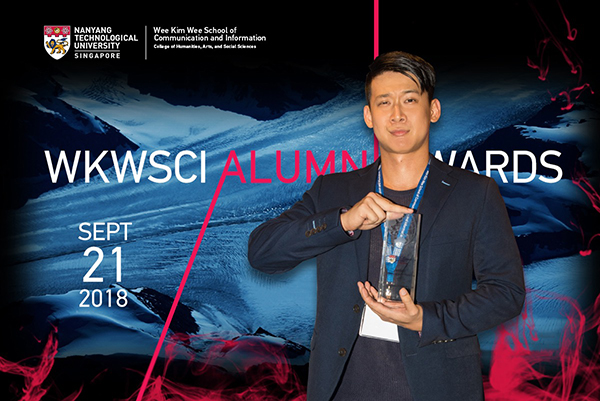 NANYANG
TECHNOLOGICAL
UNIVERSITY
SINGAPORE
Wee Kim Wee School of
Communication and Information
College of Humanities, Arts, and Social Sciences
WKWSCI ALUMN WARDS
SEPT
21
2018